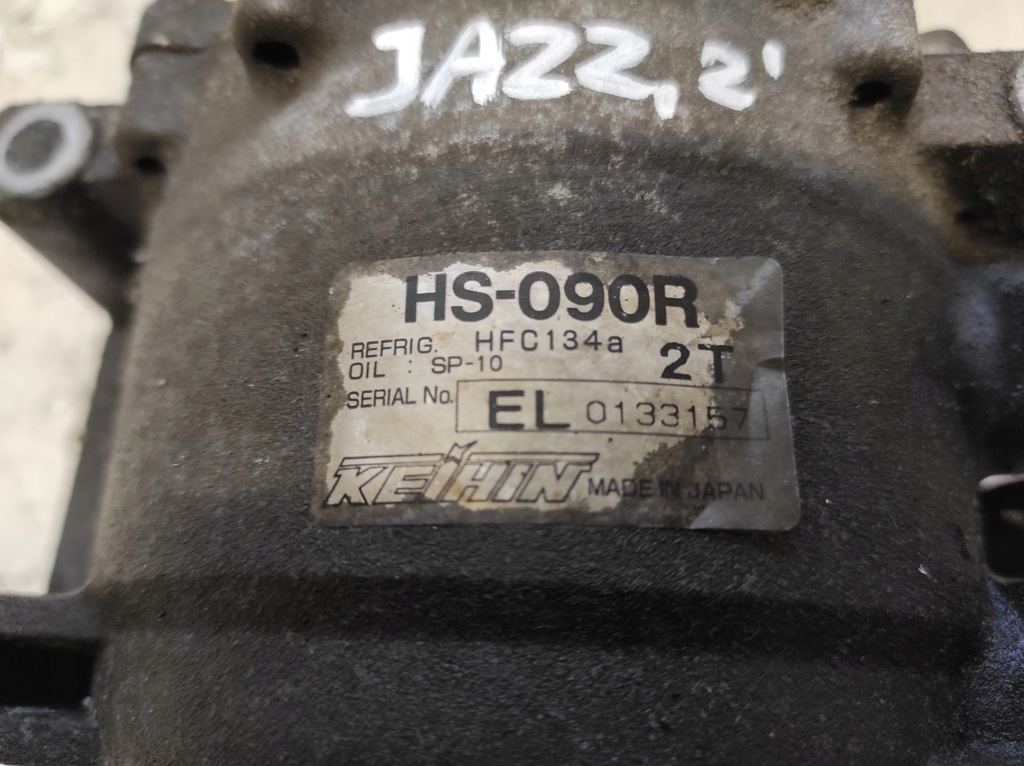 JAZZ, 2'
HS-090R
REFRIG. HFC134a 2T
OIL : SP-10
SERIAL No. EL 0133157
KEIHIN MADE IN JAPAN